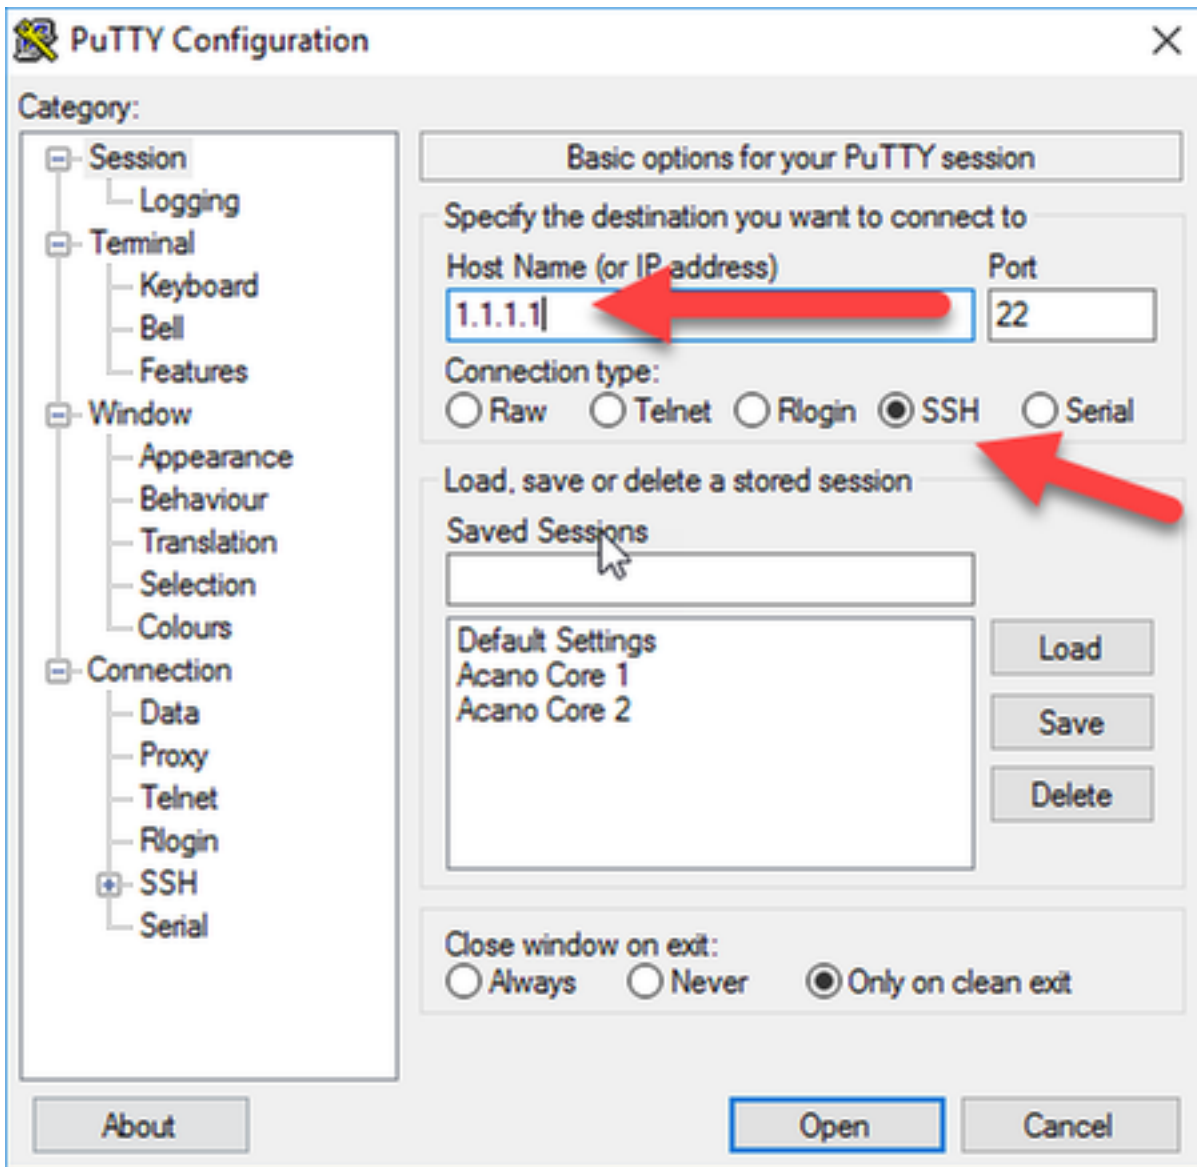 PuTTY Configuration
Category:
Session
Logging
Terminal
Keyboard
Bell
Features
Window
Appearance
Behaviour
Translation
Selection
Colours
Connection
Data
Proxy
Telnet
Rlogin
SSH
Serial
Basic options for your PuTTY session
Specify the destination you want to connect to
Host Name (or IP address) Port
1.1.1.1 22
Connection type:
Raw Telnet Rlogin SSH Serial
Load, save or delete a stored session
Saved Sessions
Default Settings
Acano Core 1
Acano Core 2
Load
Save
Delete
Close window on exit:
Always Never Only on clean exit
About Open Cancel